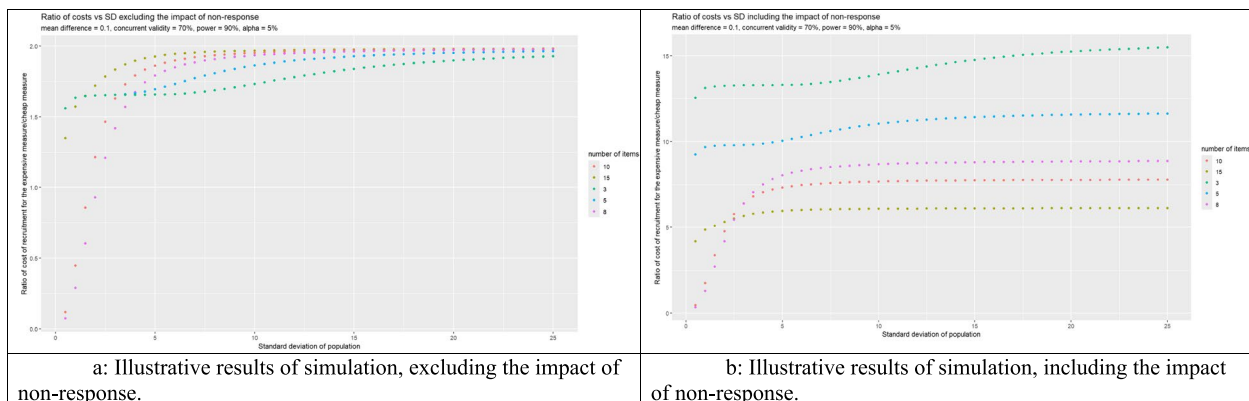 Ratio of costs vs SD excluding the impact of non-response
mean difference = 0.1, concurrent validity = 70%, power = 90%, alpha = 5%
Ratio of cost of recruitment for the expensive measure/cheap measure
2.0
1.5
1.0
0.5
0.0
0
5
10
15
20
25
Standard deviation of population
number of items
10
15
3
5
8
a: Illustrative results of simulation, excluding the impact of
non-response.
Ratio of costs vs SD including the impact of non-response
mean difference = 0.1, concurrent validity = 70%, power = 90%, alpha = 5%
Ratio of cost of recruitment for the expensive measure/cheap measure
15
10
5
0
0
5
10
15
20
25
Standard deviation of population
number of items
10
15
3
5
8
b: Illustrative results of simulation, including the impact
of non-response.